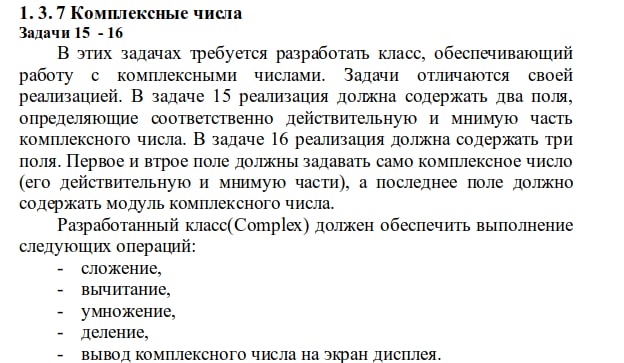 1. 3. 7 Комплексные числа
Задачи 15 - 16
В этих задачах требуется разработать класс, обеспечивающий
работу с комплексными числами. Задачи отличаются своей
реализацией. В задаче 15 реализация должна содержать два поля,
определяющие соответственно действительную и мнимую часть
комплексного числа. В задаче 16 реализация должна содержать три
поля. Первое и втрое поле должны задавать само комплексное число
(его действительную и мнимую части), а последнее поле должно
содержать модуль комплексного числа.
Разработанный класс(Complex) должен обеспечить выполнение
следующих операций:
- сложение,
- вычитание,
- умножение,
- деление,
- вывод комплексного числа на экран дисплея.